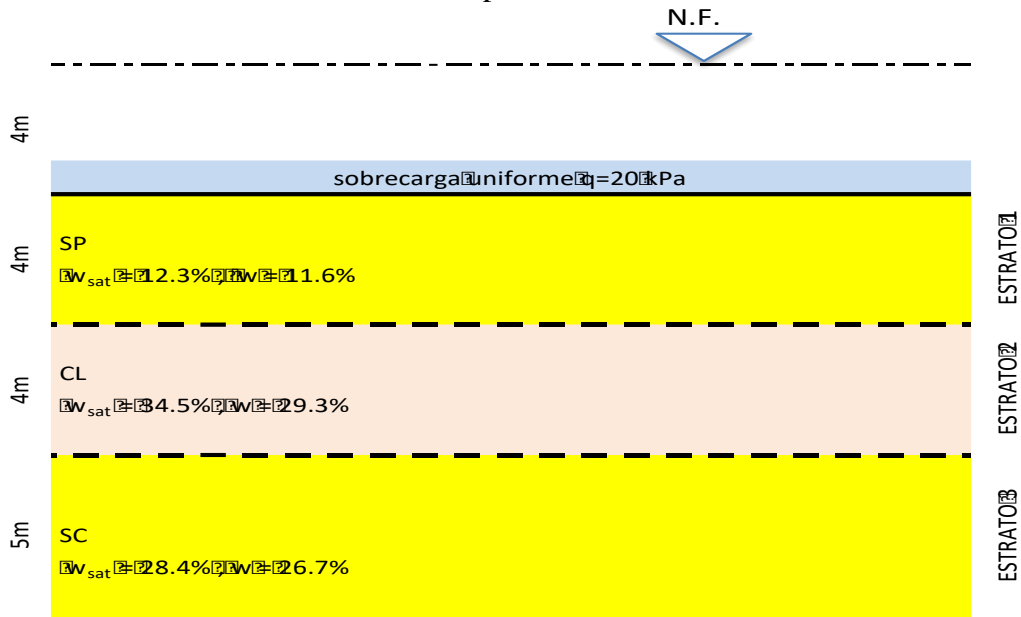 N.F.
4m
sobrecarga uniforme q=20 kPa
4m
SP
w_sat = 12.3% , w = 11.6%
ESTRATO 1
4m
CL
w_sat = 34.5% , w = 29.3%
ESTRATO 2
5m
SC
w_sat = 28.4% , w = 26.7%
ESTRATO 3